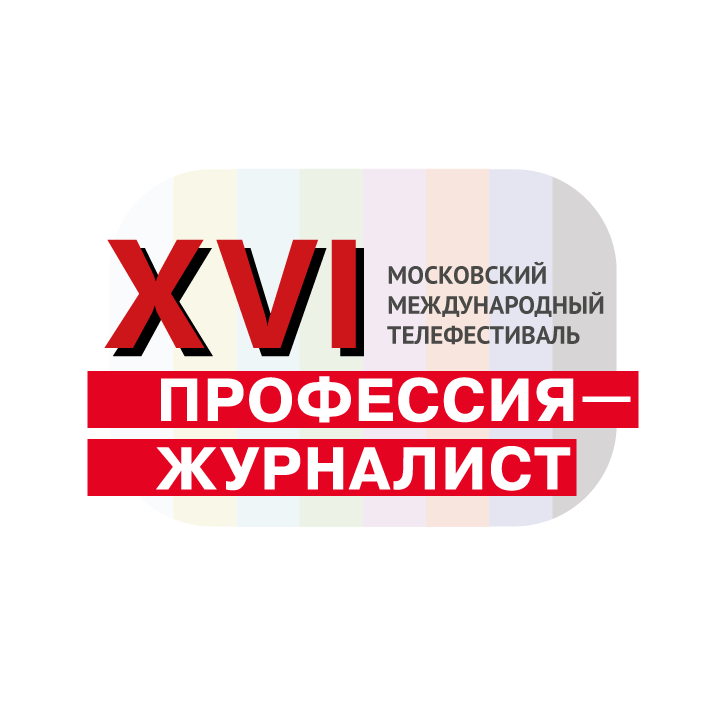 XVI
МОСКОВСКИЙ
МЕЖДУНАРОДНЫЙ
ТЕЛЕФЕСТИВАЛЬ
ПРОФЕССИЯ—
ЖУРНАЛИСТ